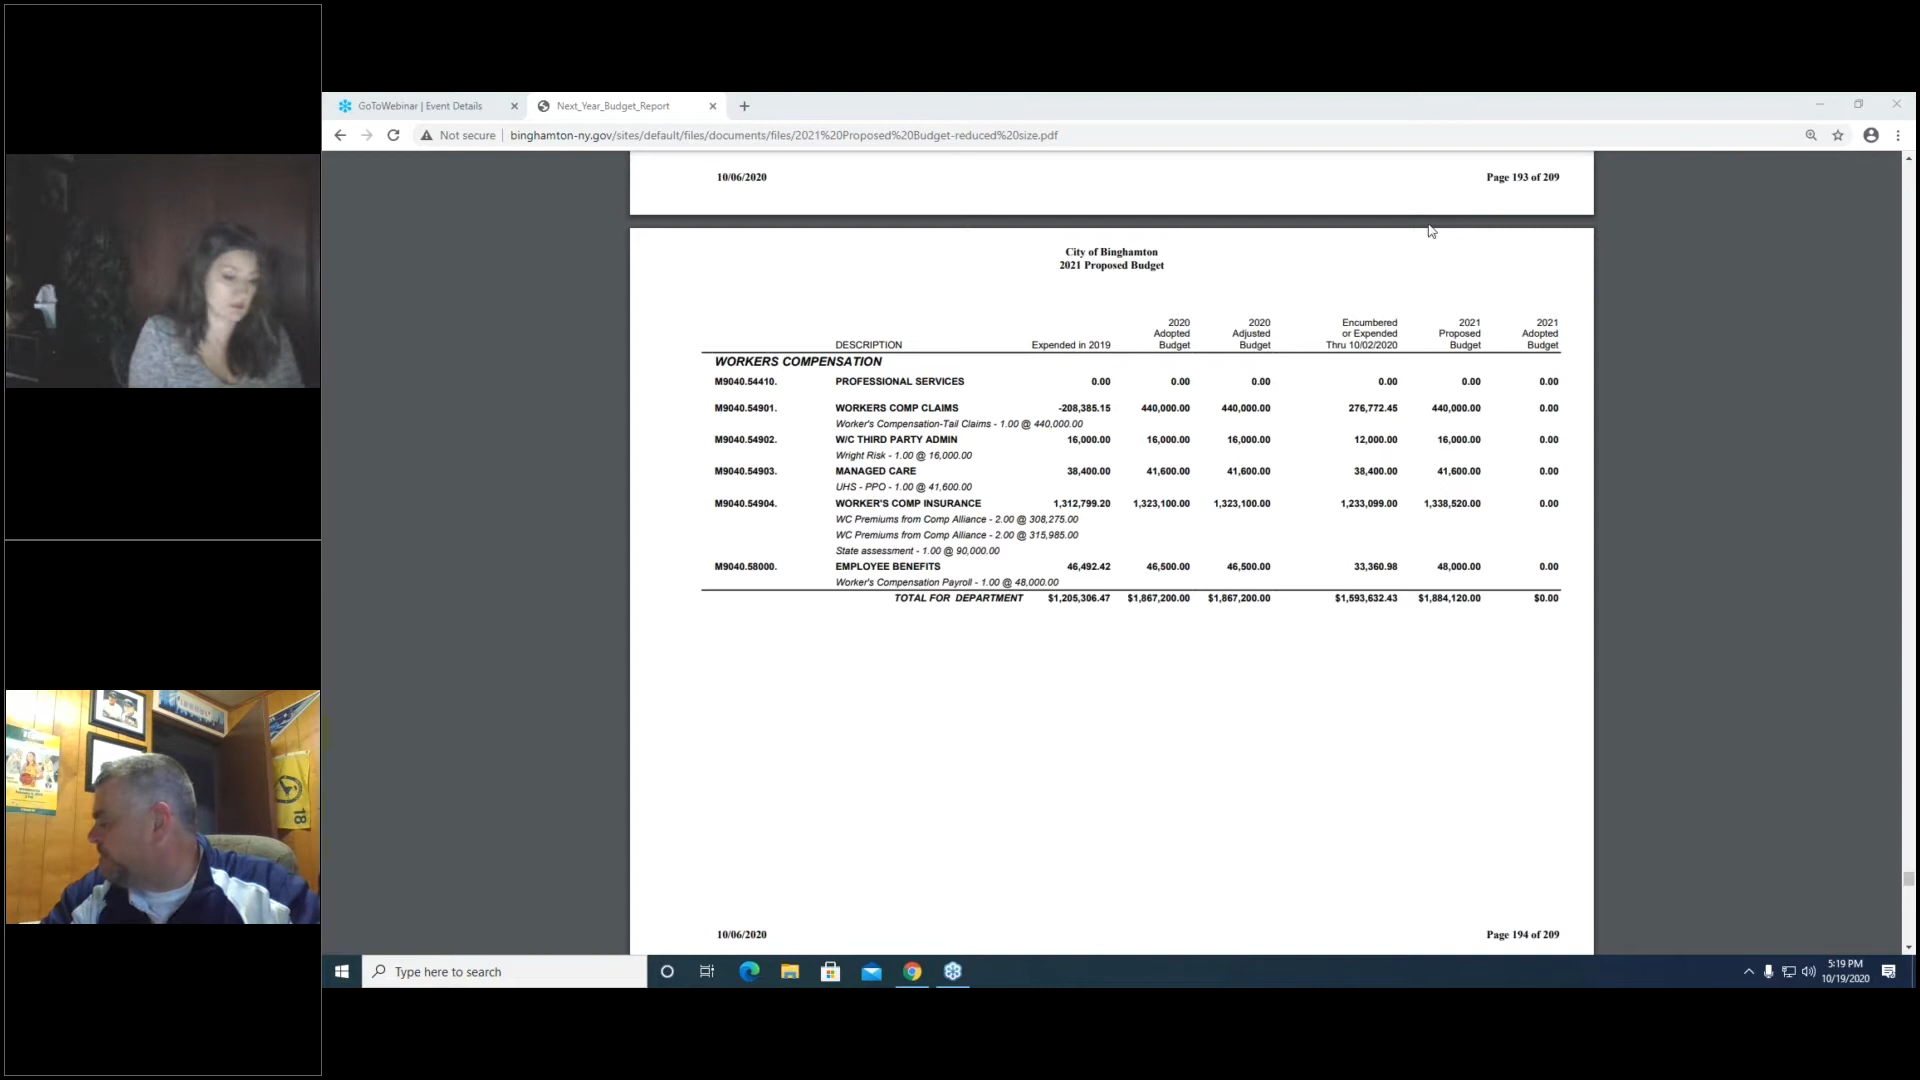 GoToWebinar | Event Details
Next_Year_Budget_Report
Not secure | binghamton-ny.gov/sites/default/files/documents/files/2021%20Proposed%20Budget-reduced%20size.pdf
10/06/2020 Page 193 of 209
City of Binghamton
2021 Proposed Budget
2020 2020 Encumbered 2021 2021
Adopted Adjusted or Expended Proposed Adopted
DESCRIPTION Expended in 2019 Budget Budget Thru 10/02/2020 Budget Budget
WORKERS COMPENSATION
M9040.54410. PROFESSIONAL SERVICES 0.00 0.00 0.00 0.00 0.00 0.00
M9040.54901. WORKERS COMP CLAIMS -208,385.15 440,000.00 440,000.00 276,772.45 440,000.00 0.00
Worker's Compensation-Tail Claims - 1.00 @ 440,000.00
M9040.54902. W/C THIRD PARTY ADMIN 16,000.00 16,000.00 16,000.00 12,000.00 16,000.00 0.00
Wright Risk - 1.00 @ 16,000.00
M9040.54903. MANAGED CARE 38,400.00 41,600.00 41,600.00 38,400.00 41,600.00 0.00
UHS - PPO - 1.00 @ 41,600.00
M9040.54904. WORKER'S COMP INSURANCE 1,312,799.20 1,323,100.00 1,323,100.00 1,233,099.00 1,338,520.00 0.00
WC Premiums from Comp Alliance - 2.00 @ 308,275.00
WC Premiums from Comp Alliance - 2.00 @ 315,985.00
State assessment - 1.00 @ 90,000.00
M9040.58000. EMPLOYEE BENEFITS 46,492.42 46,500.00 46,500.00 33,360.98 48,000.00 0.00
Worker's Compensation Payroll - 1.00 @ 48,000.00
TOTAL FOR DEPARTMENT $1,205,306.47 $1,867,200.00 $1,867,200.00 $1,593,632.43 $1,884,120.00 $0.00
18
10/06/2020 Page 194 of 209
Type here to search
5:19 PM
10/19/2020